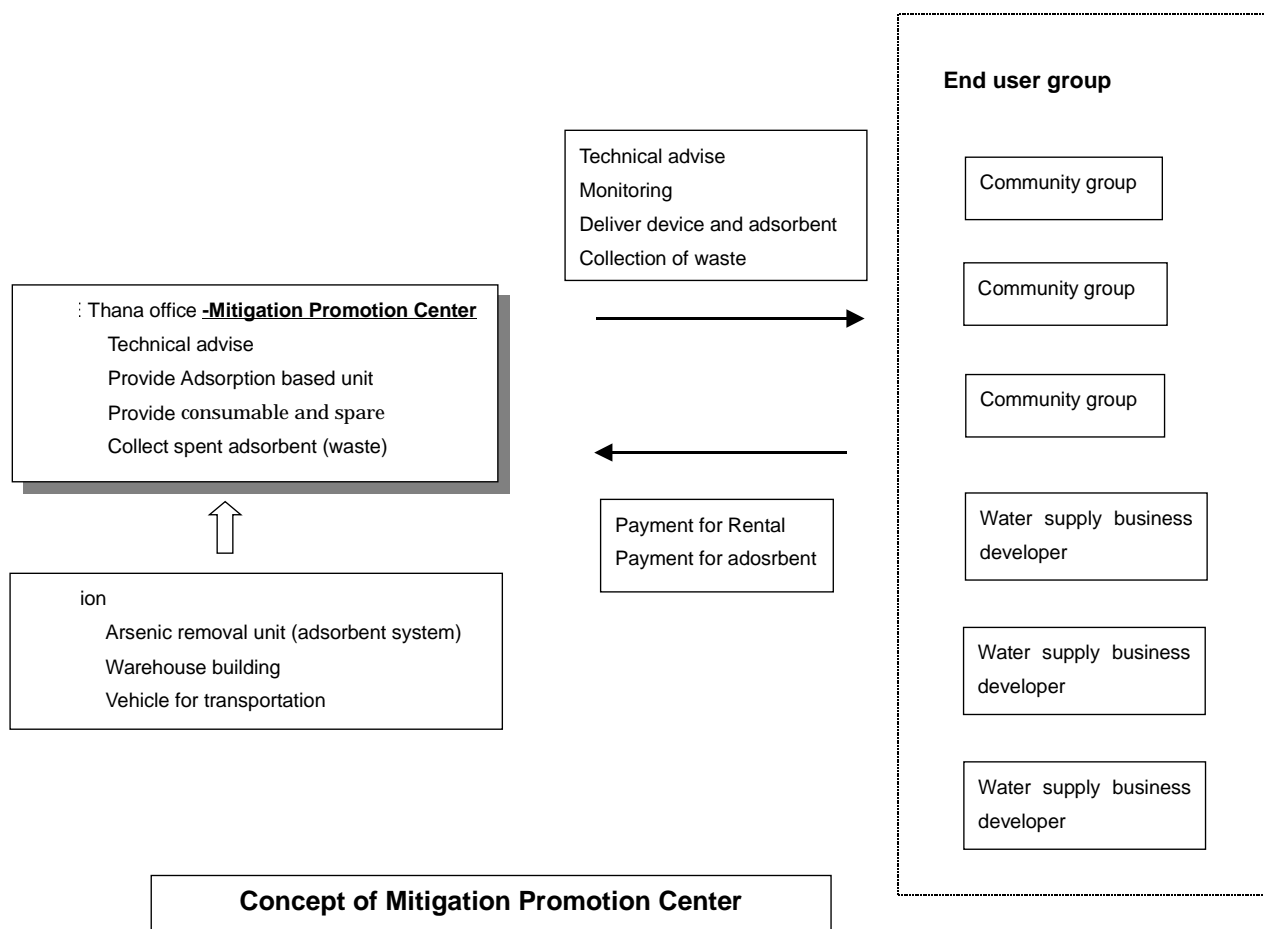 End user group
Technical advise
Monitoring
Deliver device and adsorbent
Collection of waste
Community group
Community group
Community group
Thana office -Mitigation Promotion Center
Technical advise
Provide Adsorption based unit
Provide consumable and spare
Collect spent adsorbent (waste)
Payment for Rental
Payment for adosrbent
Water supply business
developer
ion
Arsenic removal unit (adsorbent system)
Warehouse building
Vehicle for transportation
Water supply business
developer
Water supply business
developer
Concept of Mitigation Promotion Center